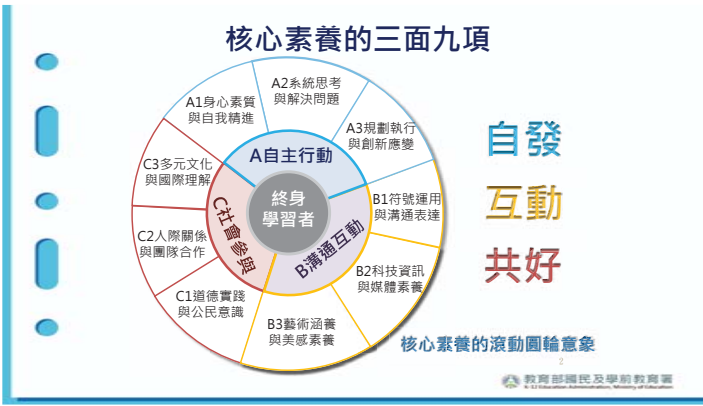 核心素養的三面九項
A1身心素質
與自我精進
A2系統思考
與解決問題
A3規劃執行
與創新應變
B1符號運用
與溝通表達
B2科技資訊
與媒體素養
B3藝術涵養
與美感素養
C1道德實踐
與公民意識
C2人際關係
與團隊合作
C3多元文化
與國際理解
A自主行動
B溝通互動
C社會參與
終身
學習者
自發
互動
共好
核心素養的滾動圓輪意象
2
教育部國民及學前教育署
K-12 Education Administration, Ministry of Education